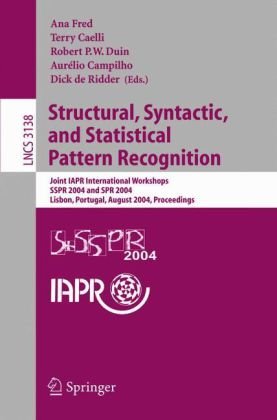 Ana Fred
Terry Caelli
Robert P.W. Duin
Aurélio Campilho
Dick de Ridder (Eds.)
LNCS 3138
Structural, Syntactic,
and Statistical
Pattern Recognition
Joint IAPR International Workshops
SSPR 2004 and SPR 2004
Lisbon, Portugal, August 2004, Proceedings
S+SSPR
2004
IAPR
Springer